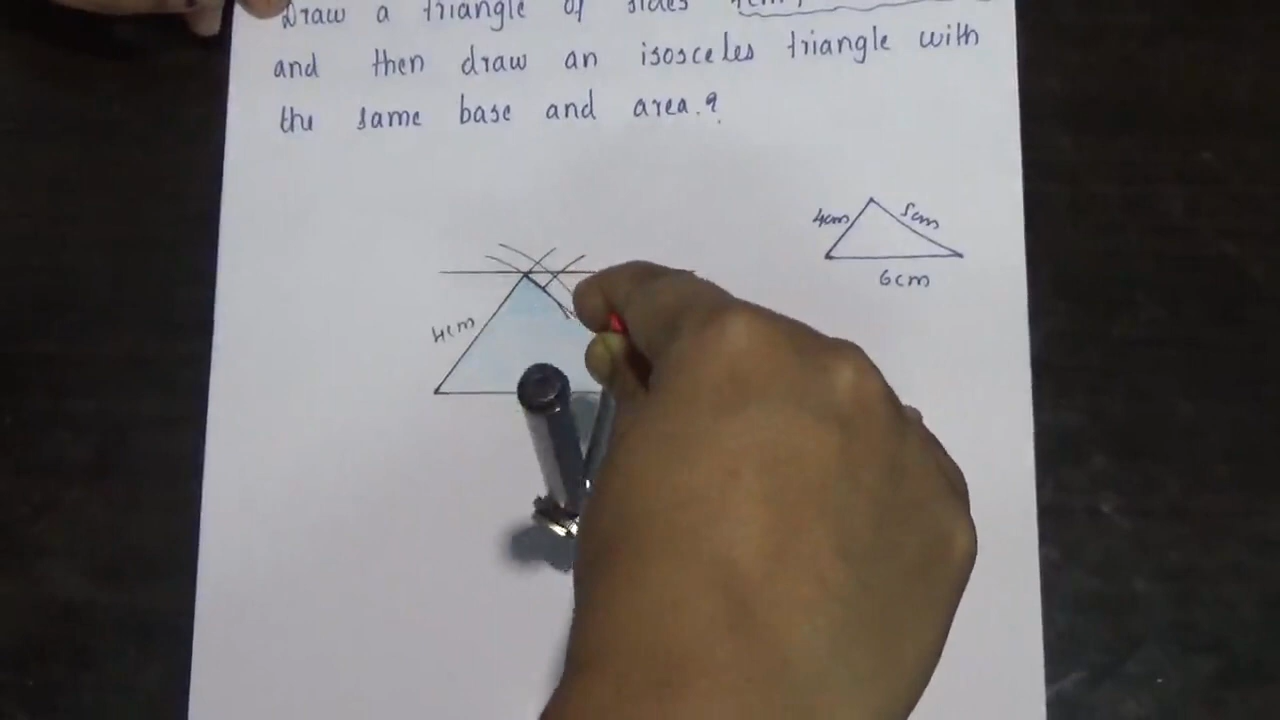 Draw a triangle of sides 4cm,
and then draw an isosceles triangle with
the same base and area.?
4cm 5cm
6cm
4cm